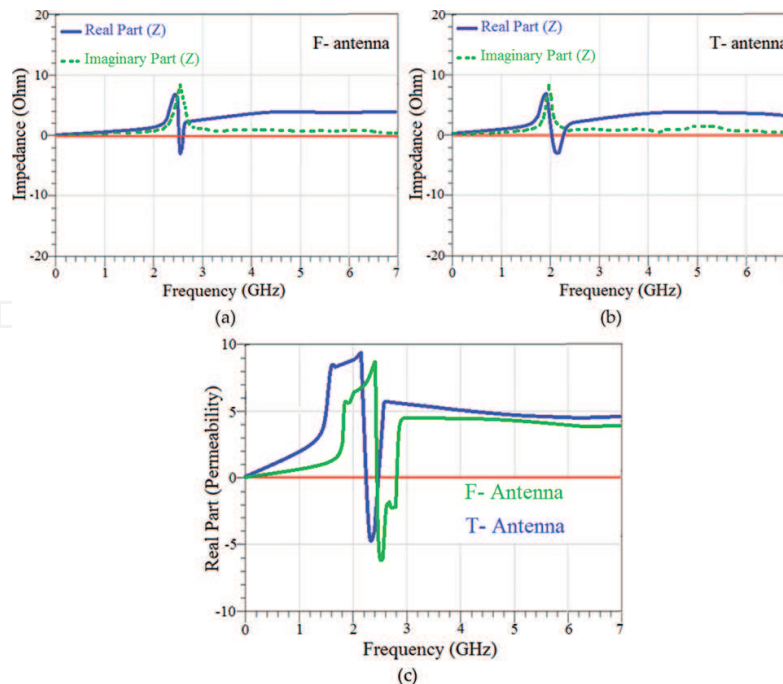 Real Part (Z)
Imaginary Part (Z)
F- antenna
20
10
0
-10
-20
Impedance (Ohm)
0 1 2 3 4 5 6 7
Frequency (GHz)
(a)
Real Part (Z)
Imaginary Part (Z)
T- antenna
20
10
0
-10
-20
Impedance (Ohm)
0 1 2 3 4 5 6
Frequency (GHz)
(b)
10
5
0
-5
-10
Real Part (Permeability)
F- Antenna
T- Antenna
0 1 2 3 4 5 6 7
Frequency (GHz)
(c)